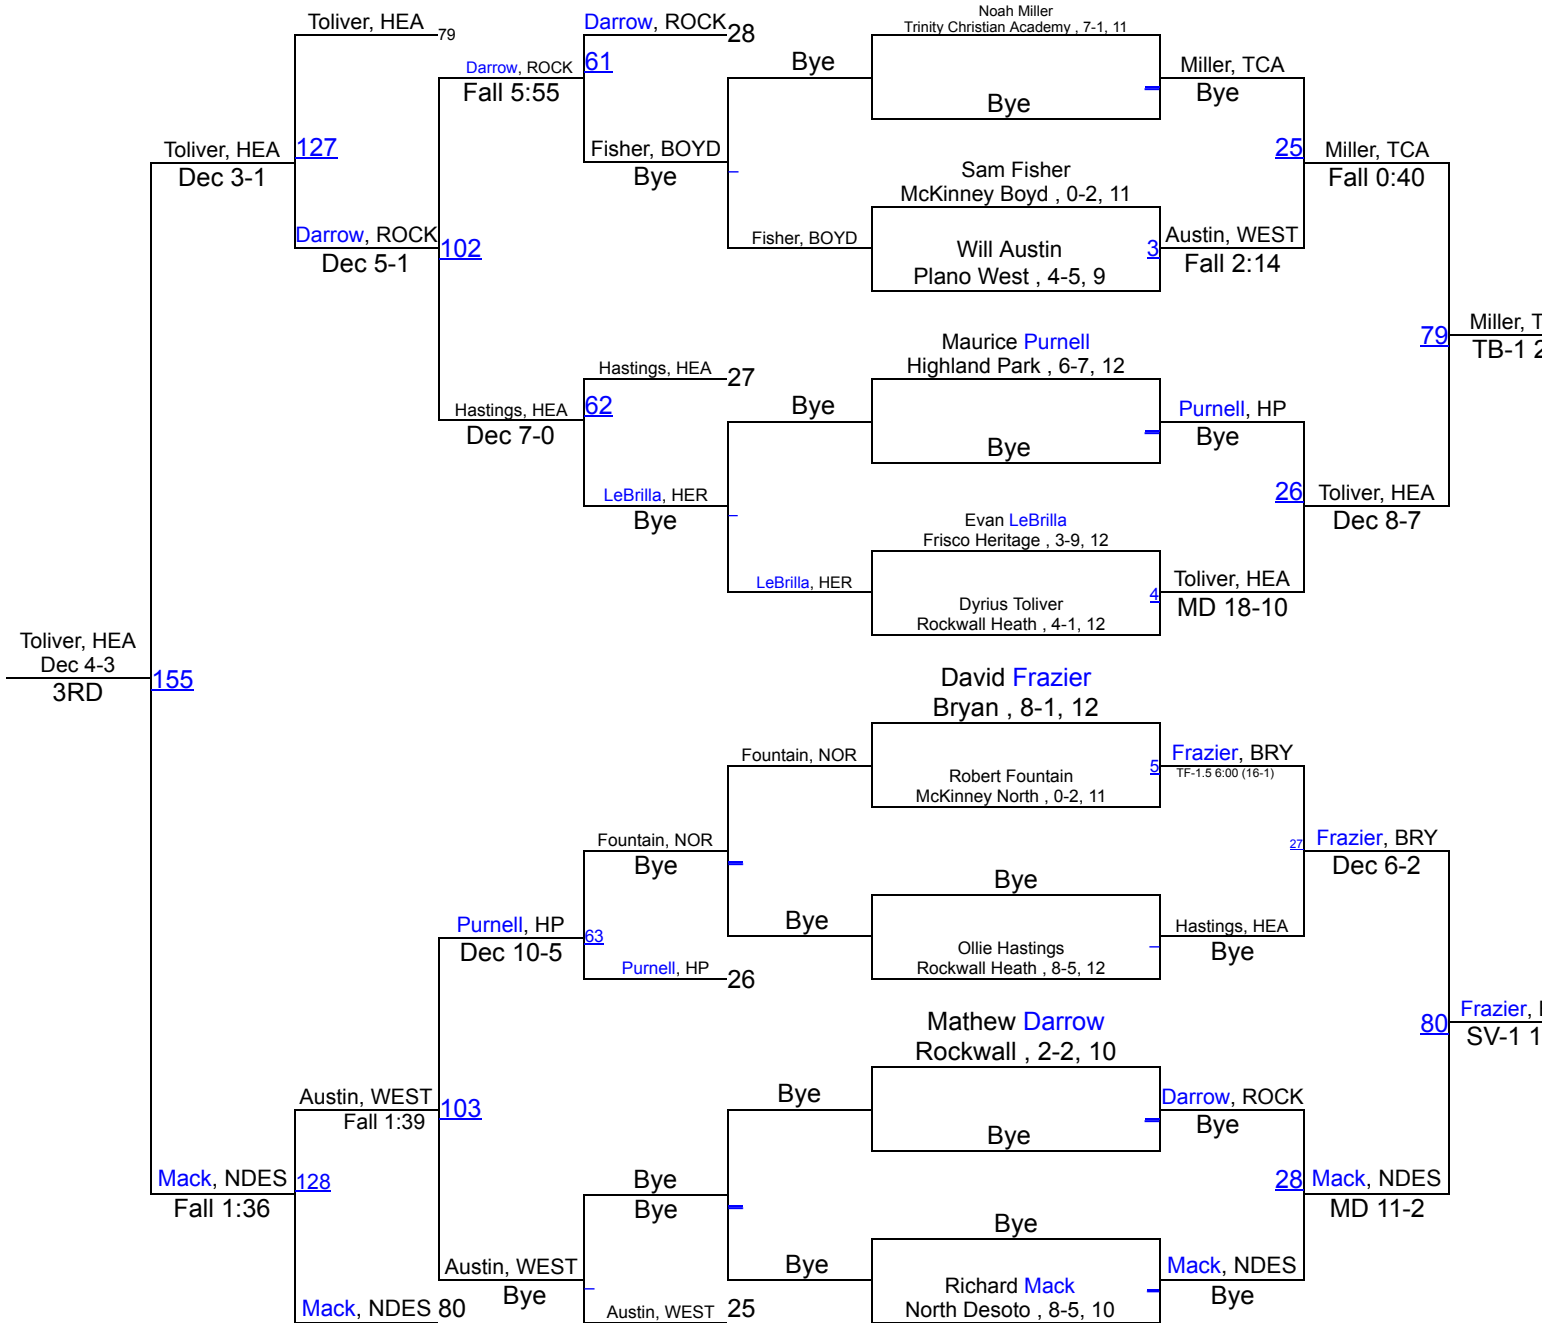 Toliver, HEA
79
Darrow, ROCK
28
Noah Miller
Trinity Christian Academy , 7-1, 11
Darrow, ROCK
Fall 5:55
61
Bye
Bye
Miller, TCA
Bye
Toliver, HEA
Dec 3-1
127
Fisher, BOYD
Bye
Sam Fisher
McKinney Boyd , 0-2, 11
25
Miller, TCA
Fall 0:40
Darrow, ROCK
Dec 5-1
102
Fisher, BOYD
Will Austin
Plano West , 4-5, 9
3
Austin, WEST
Fall 2:14
79
Miller, T
TB-1 2
Hastings, HEA
27
Maurice Purnell
Highland Park , 6-7, 12
Hastings, HEA
Dec 7-0
62
Bye
Bye
Purnell, HP
Bye
LeBrilla, HER
Bye
Evan LeBrilla
Frisco Heritage , 3-9, 12
26
Toliver, HEA
Dec 8-7
LeBrilla, HER
Dyrius Toliver
Rockwall Heath , 4-1, 12
4
Toliver, HEA
MD 18-10
Toliver, HEA
Dec 4-3
3RD
155
David Frazier
Bryan , 8-1, 12
Fountain, NOR
Robert Fountain
McKinney North , 0-2, 11
5
Frazier, BRY
TF-1.5 6:00 (16-1)
Fountain, NOR
Bye
27
Frazier, BRY
Dec 6-2
Purnell, HP
Dec 10-5
63
Bye
Bye
Ollie Hastings
Rockwall Heath , 8-5, 12
Hastings, HEA
Bye
Purnell, HP
26
Mathew Darrow
Rockwall , 2-2, 10
80
Frazier,
SV-1 1
Austin, WEST
Fall 1:39
103
Bye
Bye
Darrow, ROCK
Bye
Mack, NDES
Fall 1:36
128
Bye
Bye
28
Mack, NDES
MD 11-2
Austin, WEST
Bye
Bye
Bye
Richard Mack
North Desoto , 8-5, 10
Mack, NDES
Bye
Mack, NDES
80
Austin, WEST
25